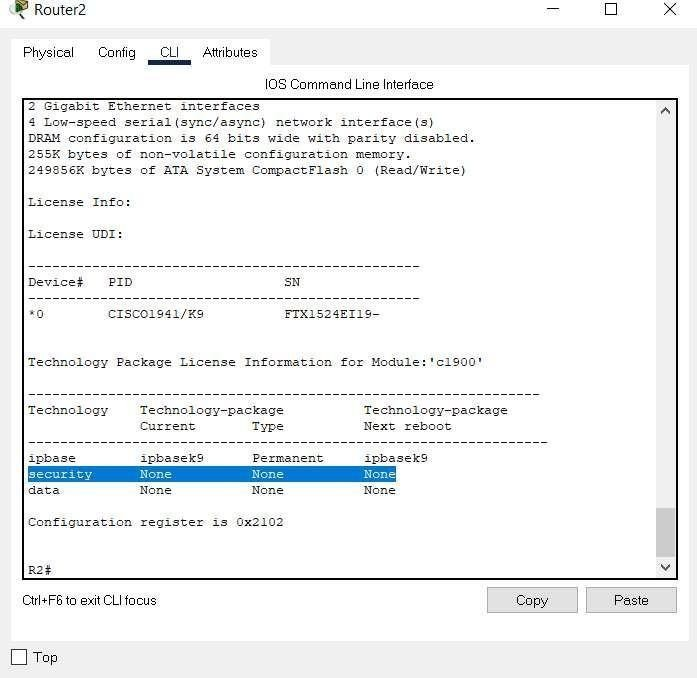 Router2
Physical Config CLI Attributes
IOS Command Line Interface
2 Gigabit Ethernet interfaces
4 Low-speed serial(sync/async) network interface(s)
DRAM configuration is 64 bits wide with parity disabled.
255K bytes of non-volatile configuration memory.
249856K bytes of ATA System CompactFlash 0 (Read/Write)
License Info:
License UDI:
-------------------------------------------------
Device# PID SN
-------------------------------------------------
*0 CISCO1941/K9 FTX1524EI19-
Technology Package License Information for Module:'c1900'
----------------------------------------------------------------
Technology Technology-package Technology-package
Current Type Next reboot
-----------------------------------------------------------------
ipbase ipbasek9 Permanent ipbasek9
security None None None
data None None None
Configuration register is 0x2102
R2#
Ctrl+F6 to exit CLI focus
Copy Paste
Top